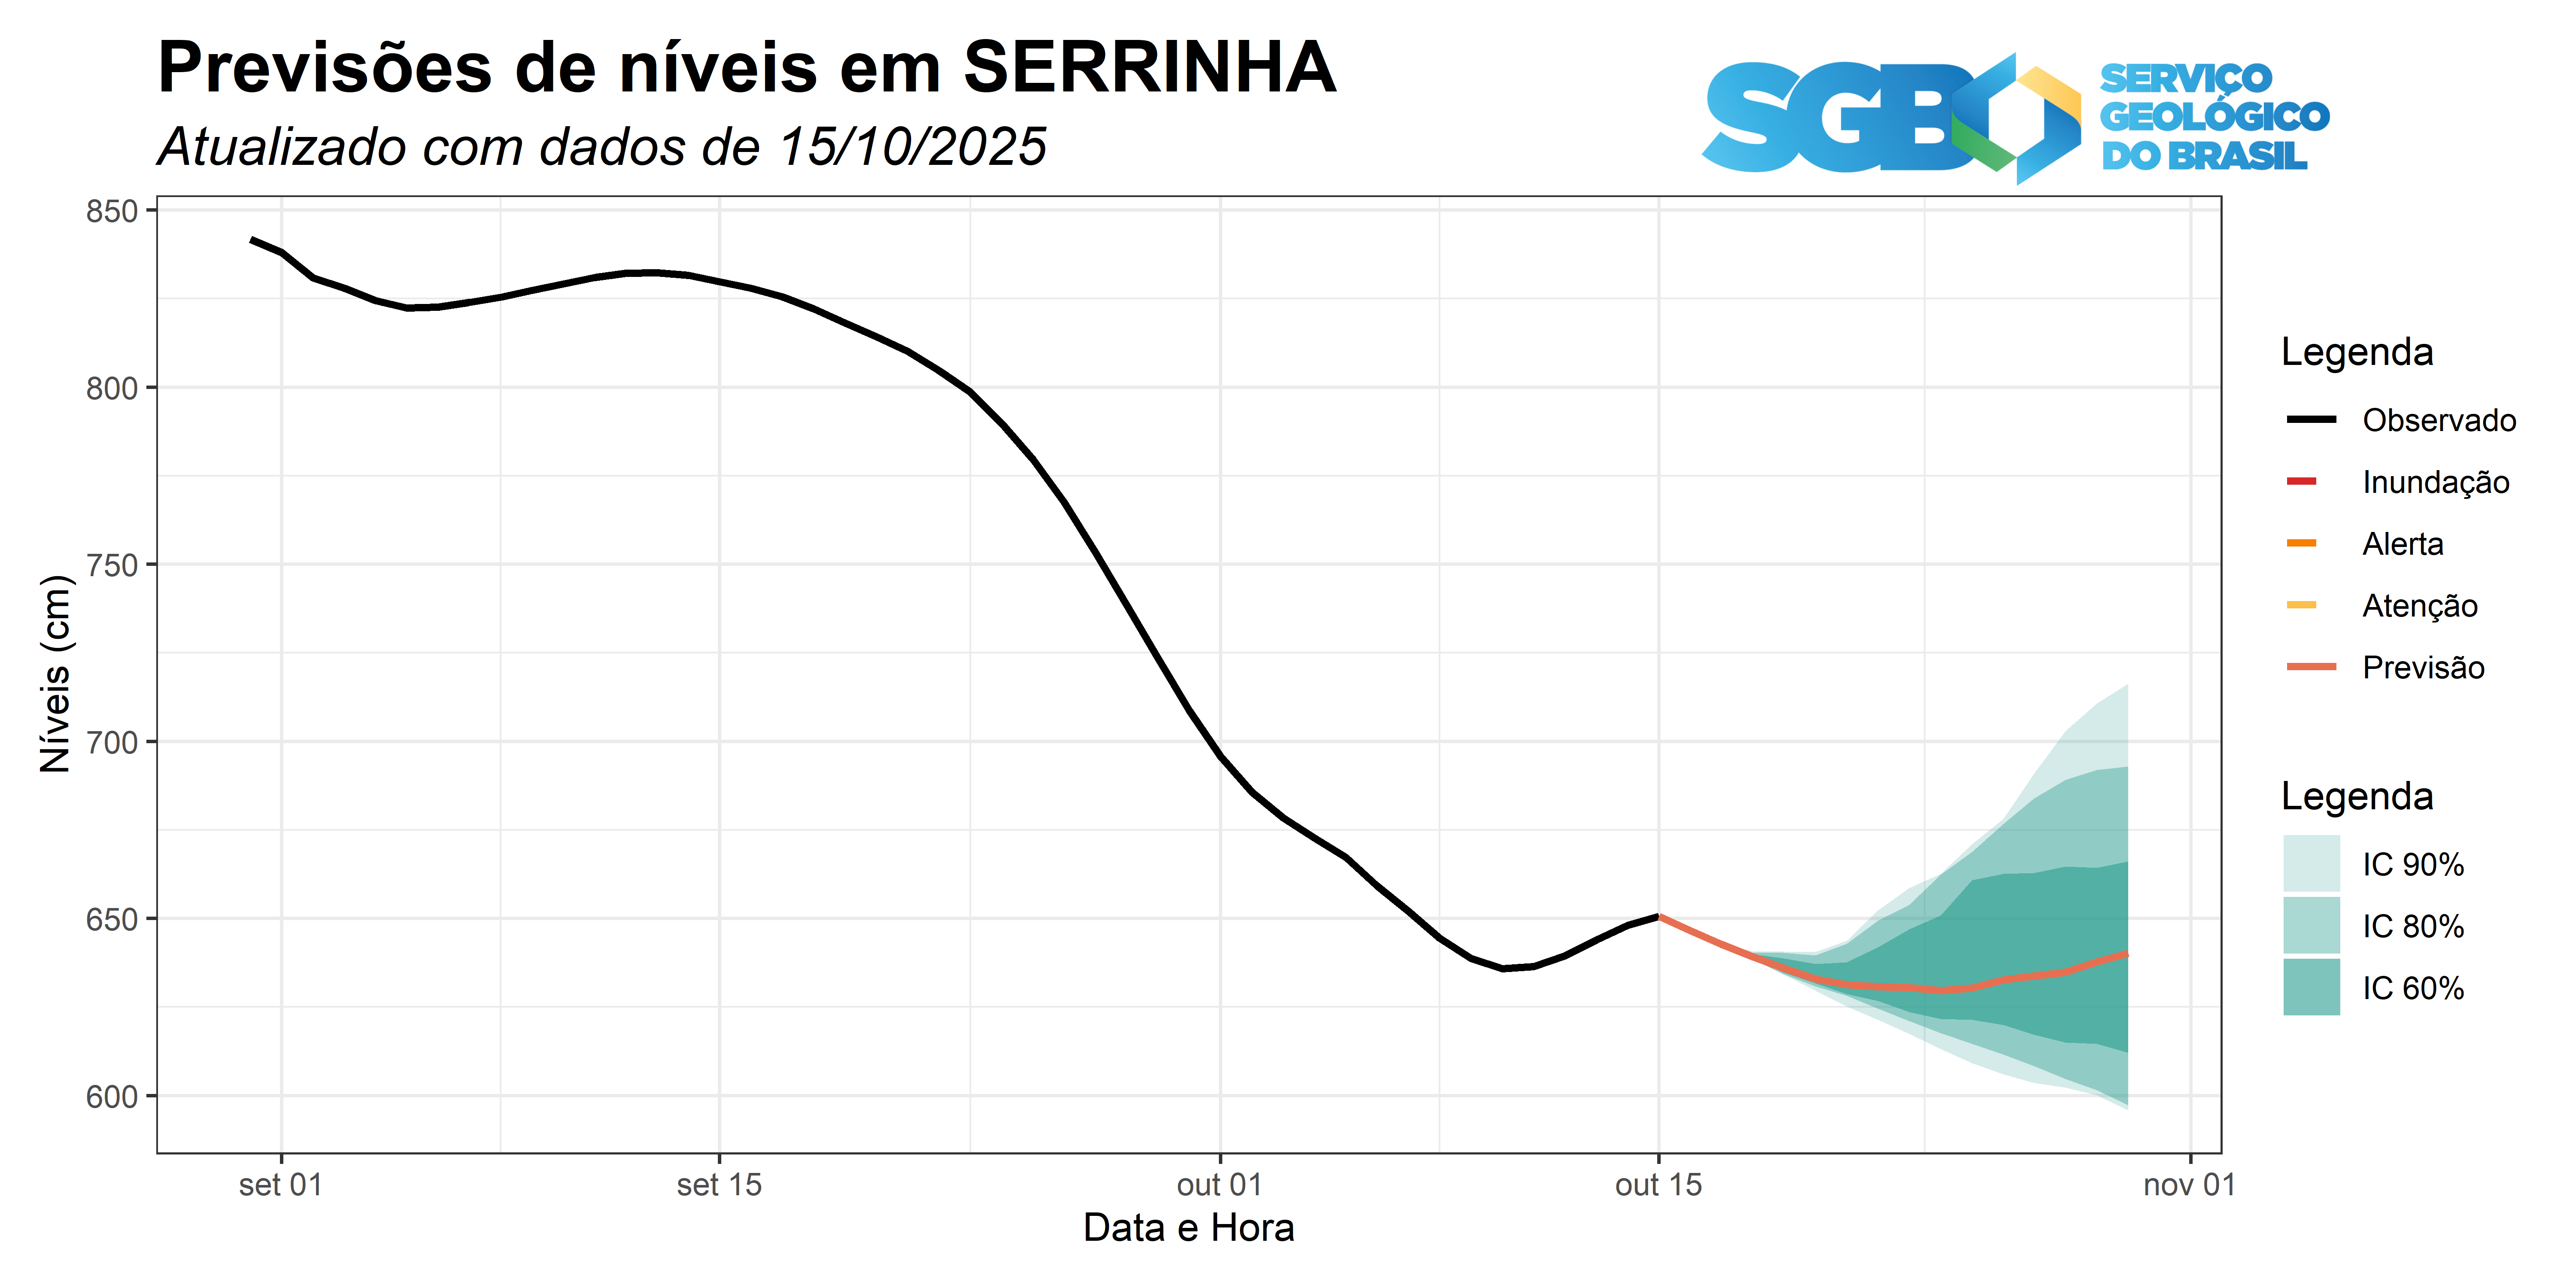 Previsões de níveis em SERRINHA
Atualizado com dados de 15/10/2025
SGB
SERVIÇO
GEOLÓGICO
DO BRASIL
850
800
750
700
650
600
Níveis (cm)
set 01
set 15
out 01
out 15
nov 01
Data e Hora
Legenda
Observado
Inundação
Alerta
Atenção
Previsão
Legenda
IC 90%
IC 80%
IC 60%